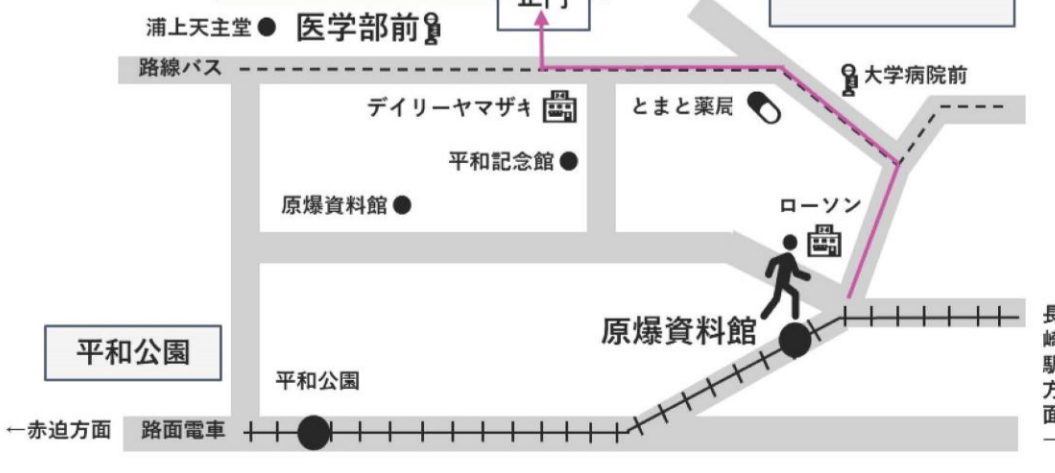 正門
浦上天主堂
医学部前
路線バス
大学病院前
デイリーヤマザキ
とまと薬局
平和記念館
原爆資料館
ローソン
原爆資料館
平和公園
平和公園
長崎駅方面→
←赤迫方面
路面電車